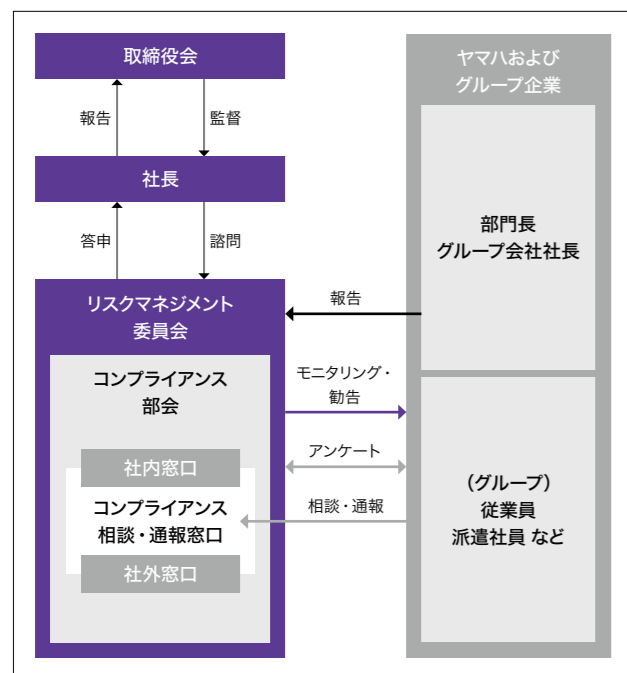 取締役会
報告
監督
社長
答申
諮問
リスクマネジメント
委員会
コンプライアンス
部会
社内窓口
コンプライアンス
相談・通報窓口
社外窓口
報告
モニタリング・
勧告
アンケート
相談・通報
ヤマハおよび
グループ企業
部門長
グループ会社社長
(グループ)
従業員
派遣社員 など